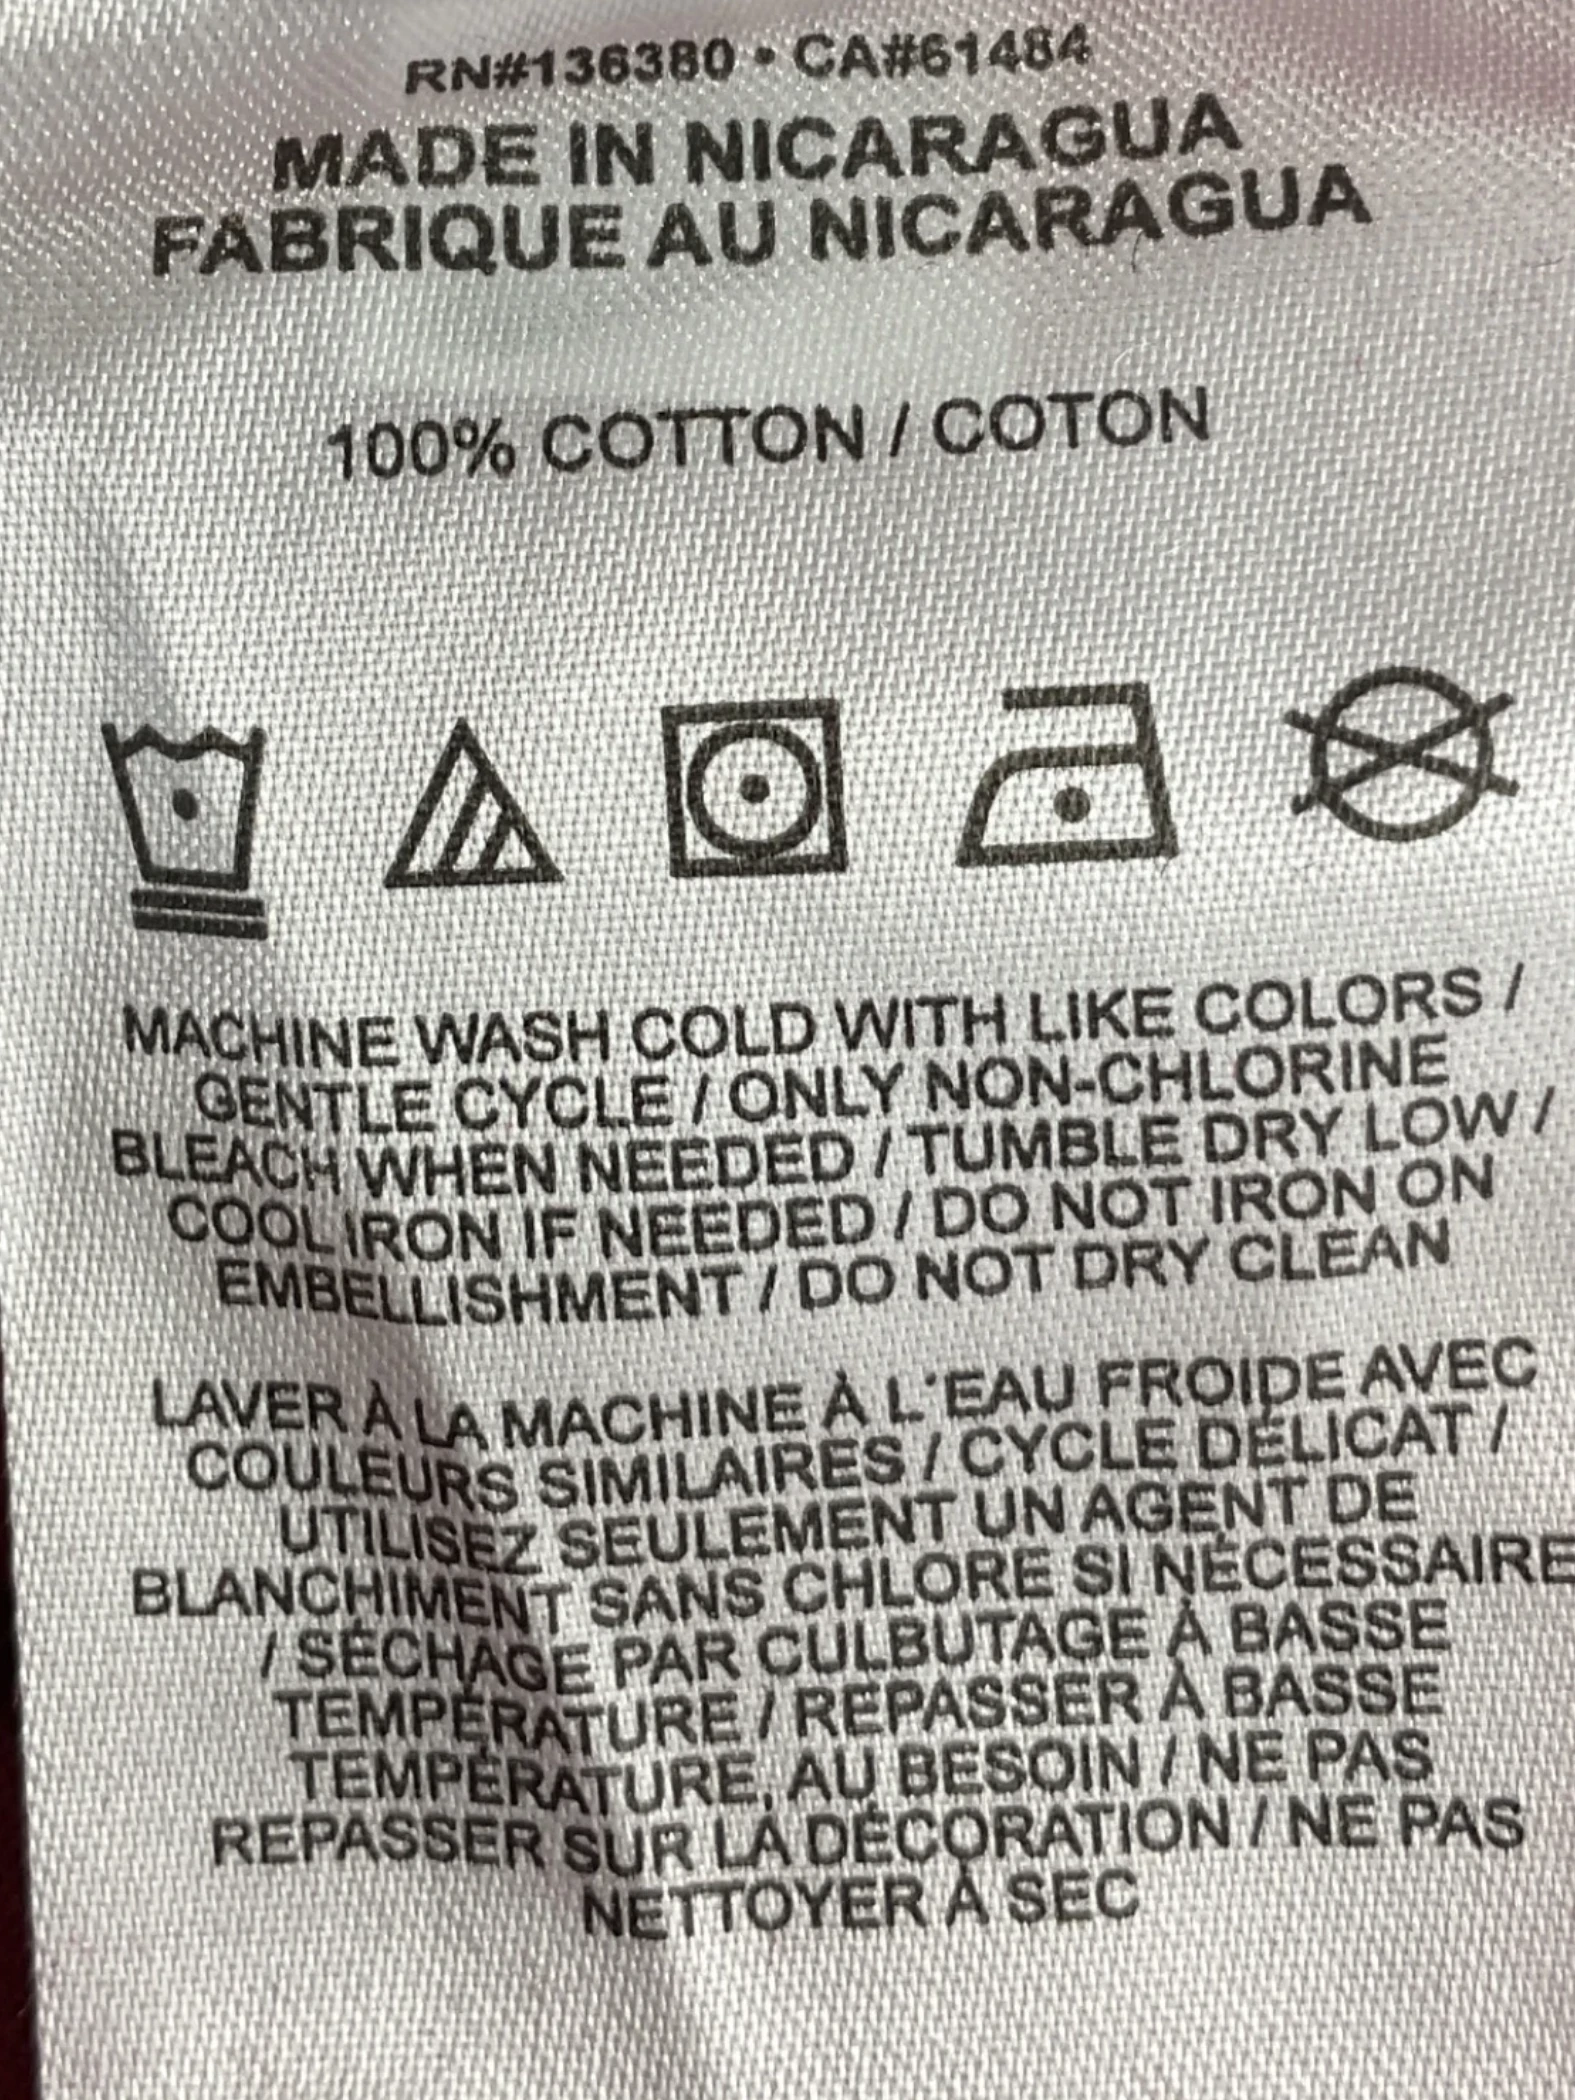 RN#136380 • CA#61484
MADE IN NICARAGUA
FABRIQUE AU NICARAGUA
100% COTTON / COTON
MACHINE WASH COLD WITH LIKE COLORS /
GENTLE CYCLE / ONLY NON-CHLORINE
BLEACH WHEN NEEDED / TUMBLE DRY LOW /
COOL IRON IF NEEDED / DO NOT IRON ON
EMBELLISHMENT / DO NOT DRY CLEAN
LAVER À LA MACHINE À L'EAU FROIDE AVEC
COULEURS SIMILAIRES / CYCLE DÉLICAT /
UTILISEZ SEULEMENT UN AGENT DE
BLANCHIMENT SANS CHLORE SI NÉCESSAIRE
/ SÉCHAGE PAR CULBUTAGE À BASSE
TEMPÉRATURE / REPASSER À BASSE
TEMPÉRATURE, AU BESOIN / NE PAS
REPASSER SUR LA DÉCORATION / NE PAS
NETTOYER À SEC